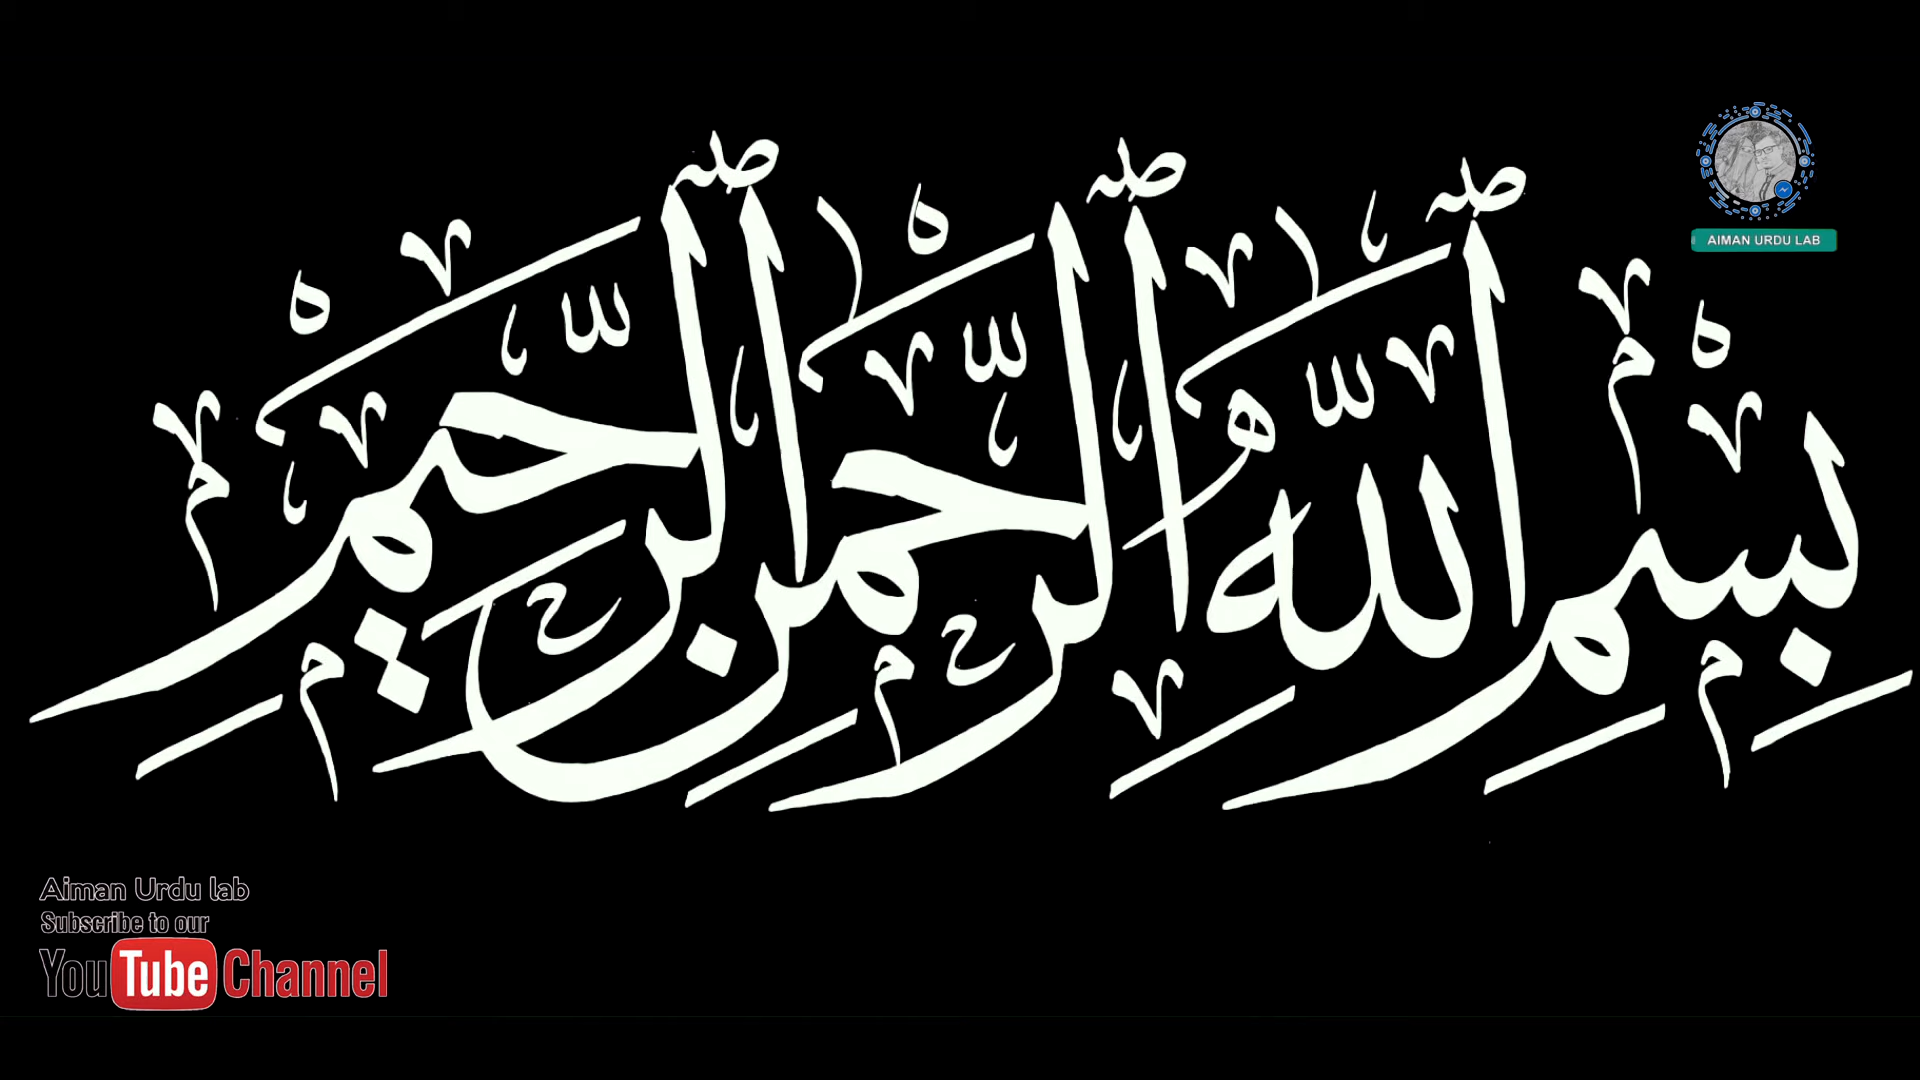 بِسْمِ اللّٰهِ الرَّحْمٰنِ الرَّحِيْمِ
AIMAN URDU LAB
Aiman Urdu lab
Subscribe to our
YouTube Channel